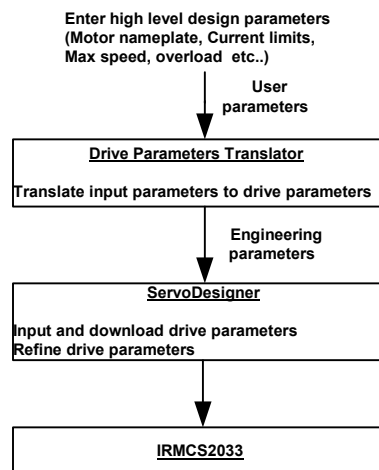 Enter high level design parameters
(Motor nameplate, Current limits,
Max speed, overload etc..)
User
parameters
Drive Parameters Translator
Translate input parameters to drive parameters
Engineering
parameters
ServoDesigner
Input and download drive parameters
Refine drive parameters
IRMCS2033